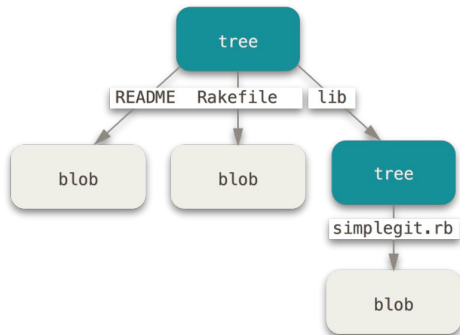 tree
README Rakefile lib
blob blob tree
simplegit.rb
blob